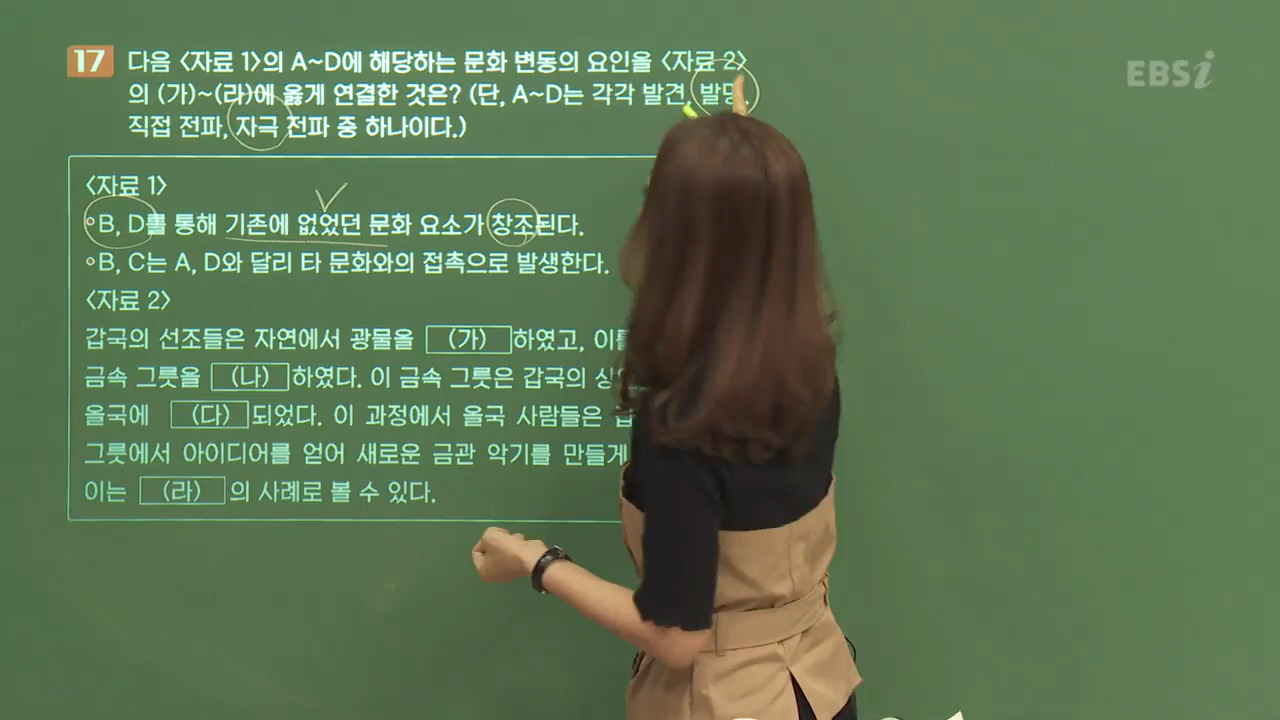 17 다음 <자료 1>의 A~D에 해당하는 문화 변동의 요인을 <자료 2>
의 (가)~(라)에 옳게 연결한 것은? (단, A~D는 각각 발견, 발명,
직접 전파, 자극 전파 중 하나이다.)
EBSi
<자료 1>
◦B, D를 통해 기존에 없었던 문화 요소가 창조된다.
◦B, C는 A, D와 달리 타 문화와의 접촉으로 발생한다.
<자료 2>
갑국의 선조들은 자연에서 광물을 (가) 하였고, 이를
금속 그릇을 (나) 하였다. 이 금속 그릇은 갑국의
을국에 (다) 되었다. 이 과정에서 을국 사람들은
그릇에서 아이디어를 얻어 새로운 금관 악기를 만들게
이는 (라) 의 사례로 볼 수 있다.